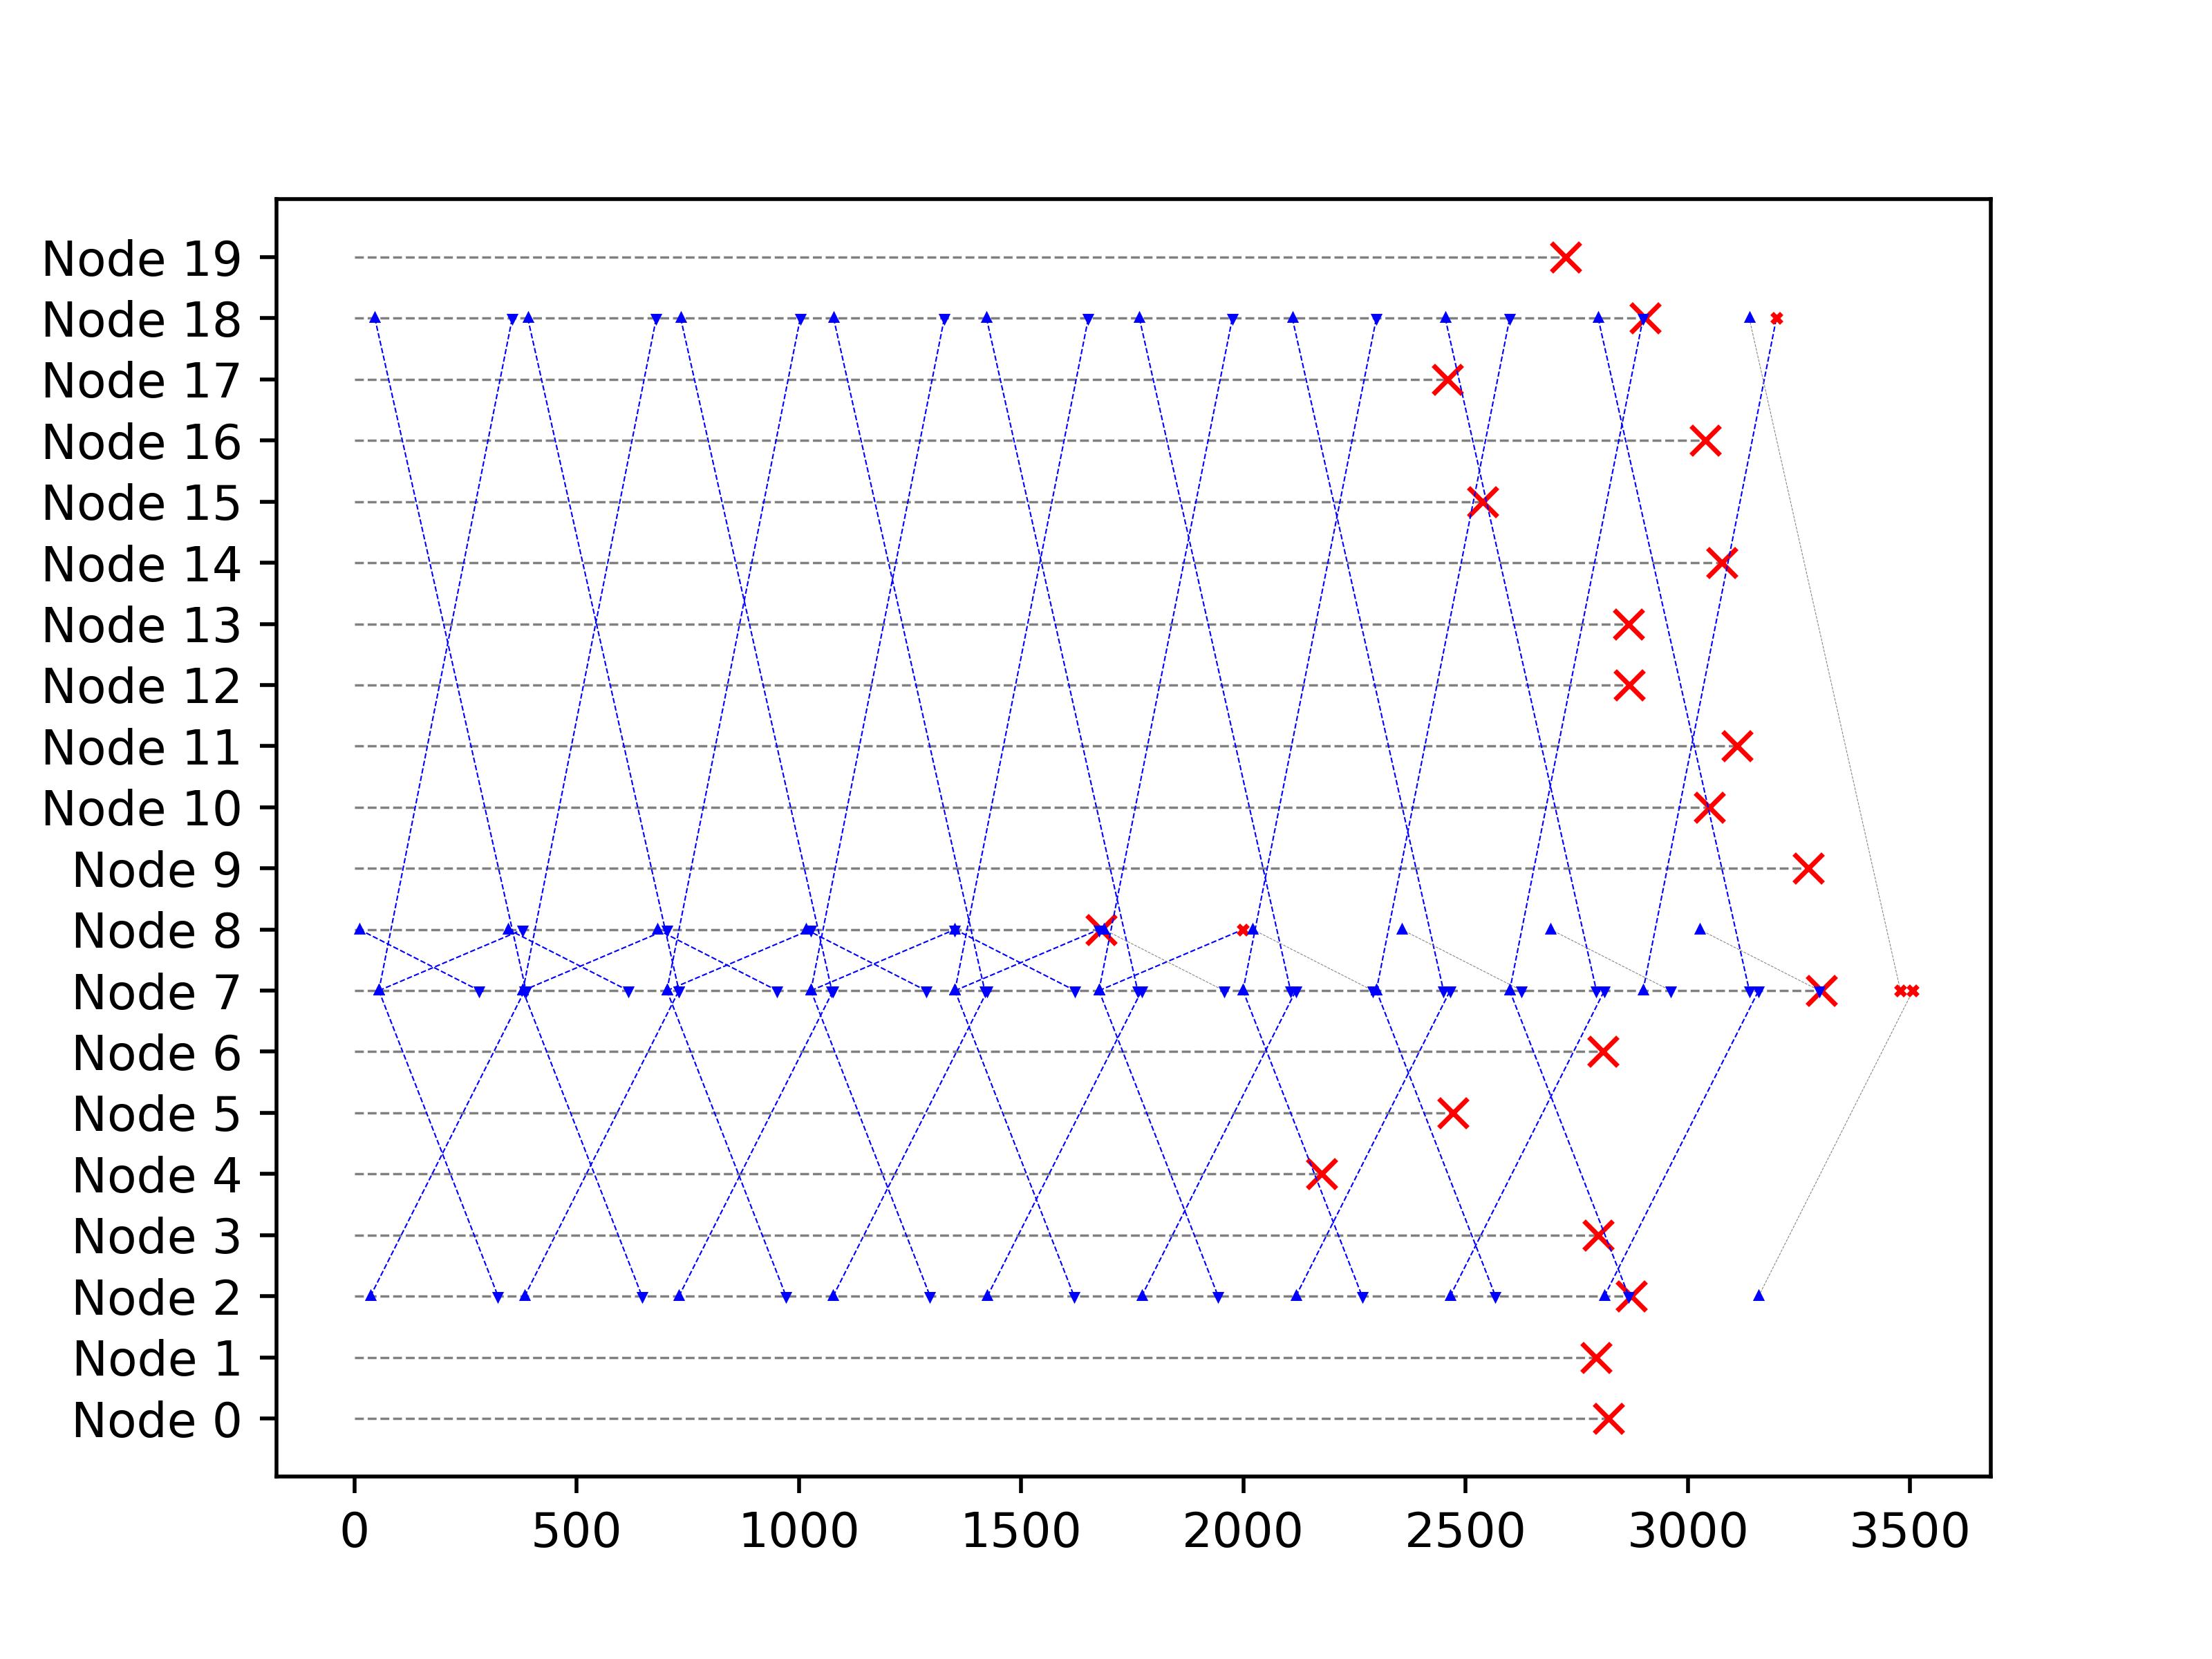 Node 19
Node 18
Node 17
Node 16
Node 15
Node 14
Node 13
Node 12
Node 11
Node 10
Node 9
Node 8
Node 7
Node 6
Node 5
Node 4
Node 3
Node 2
Node 1
Node 0
0 500 1000 1500 2000 2500 3000 3500